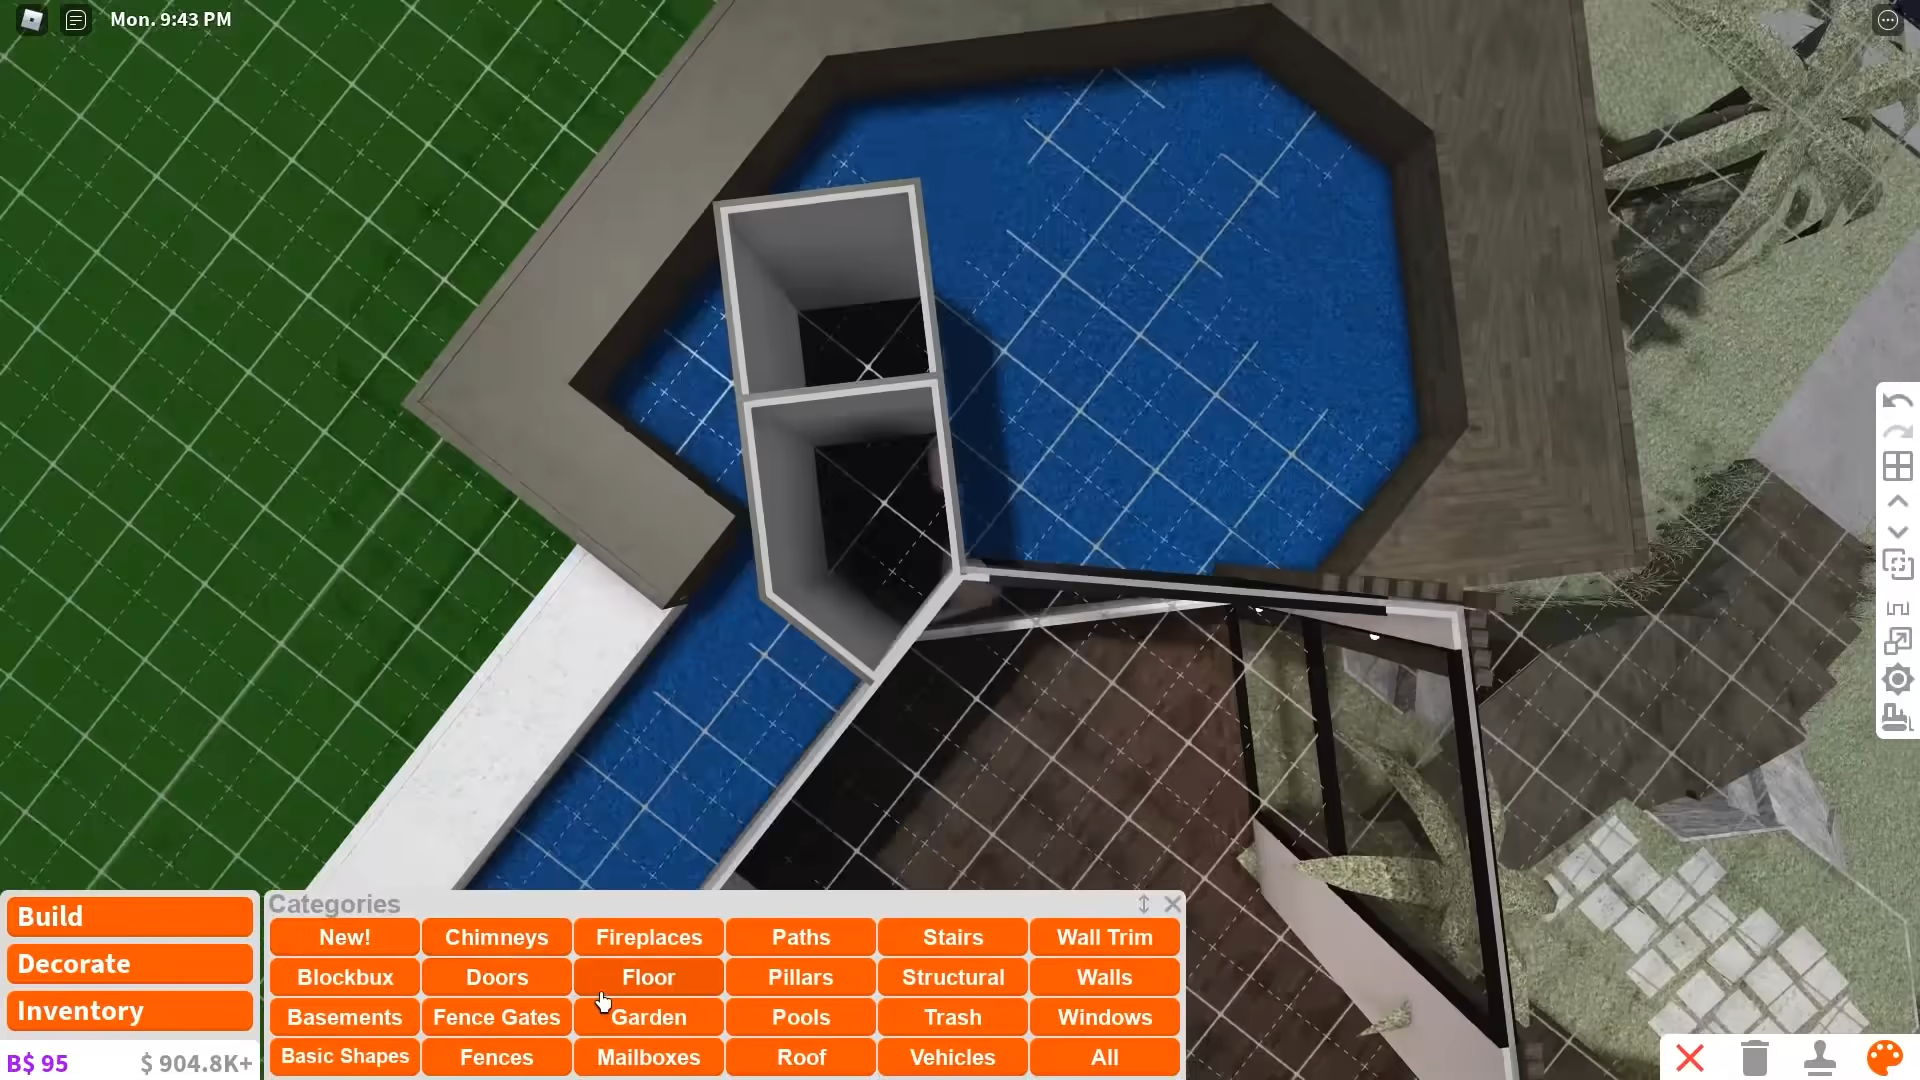 Mon. 9:43 PM
Build
Decorate
Inventory
B$ 95 $ 904.8K+
Categories
New! Chimneys Fireplaces Paths Stairs Wall Trim
Blockbux Doors Floor Pillars Structural Walls
Basements Fence Gates Garden Pools Trash Windows
Basic Shapes Fences Mailboxes Roof Vehicles All